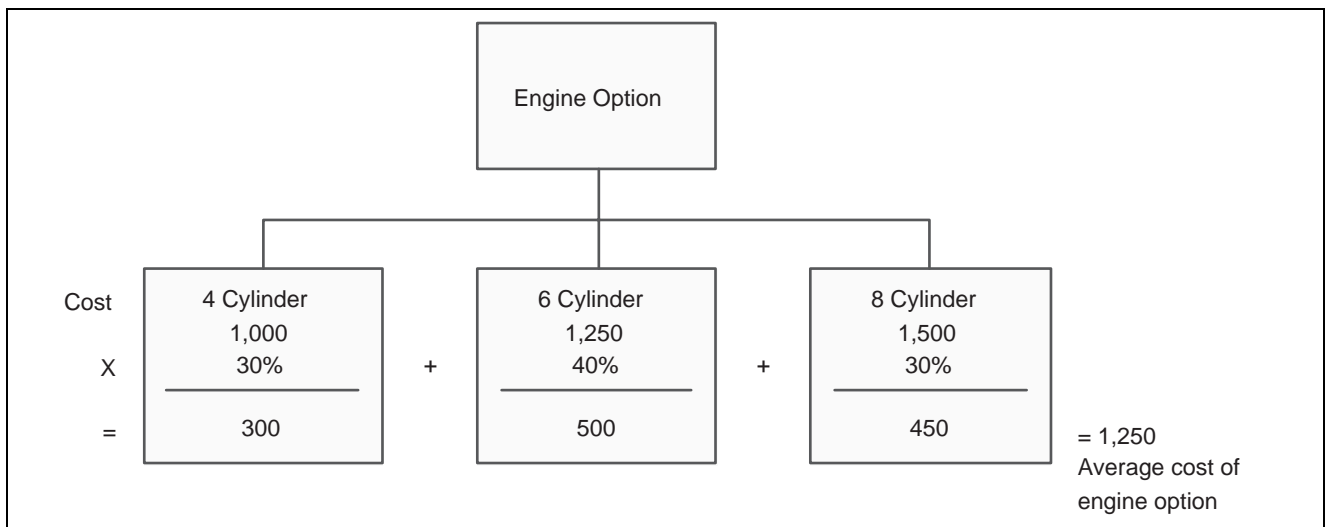 Engine Option
Cost
4 Cylinder
1,000
X
30%
=
300
+
6 Cylinder
1,250
40%
500
+
8 Cylinder
1,500
30%
450
= 1,250
Average cost of
engine option